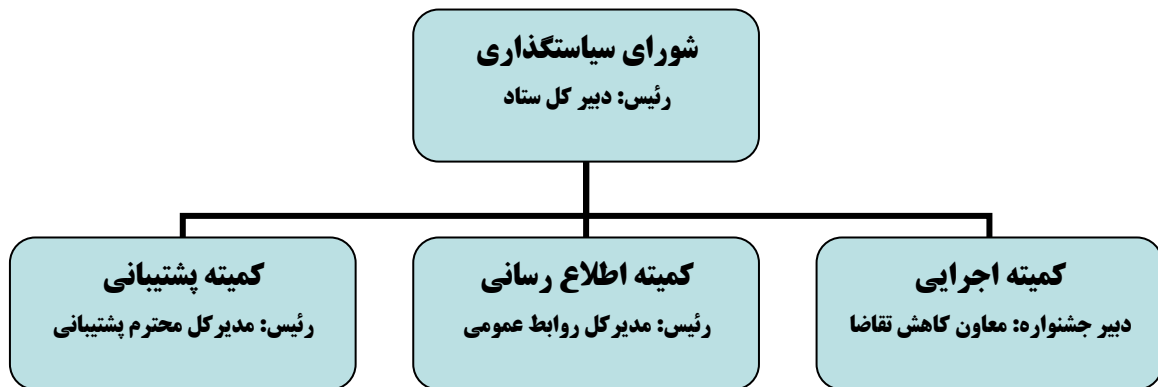 شورای سیاستگذاری
رئیس: دبیر کل ستاد
کمیته اجرایی
دبیر جشنواره: معاون کاهش تقاضا
کمیته اطلاع رسانی
رئیس: مدیرکل روابط عمومی
کمیته پشتیبانی
رئیس: مدیرکل محترم پشتیبانی